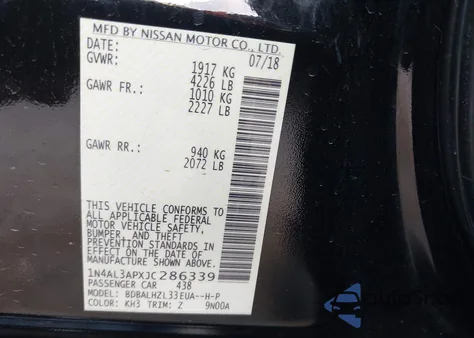 MFD BY NISSAN MOTOR CO., LTD.
DATE: 07/18
GVWR: 1917 KG
4226 LB
GAWR FR.: 1010 KG
2227 LB
GAWR RR.: 940 KG
2072 LB
THIS VEHICLE CONFORMS TO
ALL APPLICABLE FEDERAL
MOTOR VEHICLE SAFETY,
BUMPER, AND THEFT
PREVENTION STANDARDS IN
EFFECT ON THE DATE OF
MANUFACTURE SHOWN ABOVE.
1N4AL3APXJC286339
PASSENGER CAR 438
MODEL: BDBALHZL33EUA--H-P
COLOR: KH3 TRIM: Z 9N00A